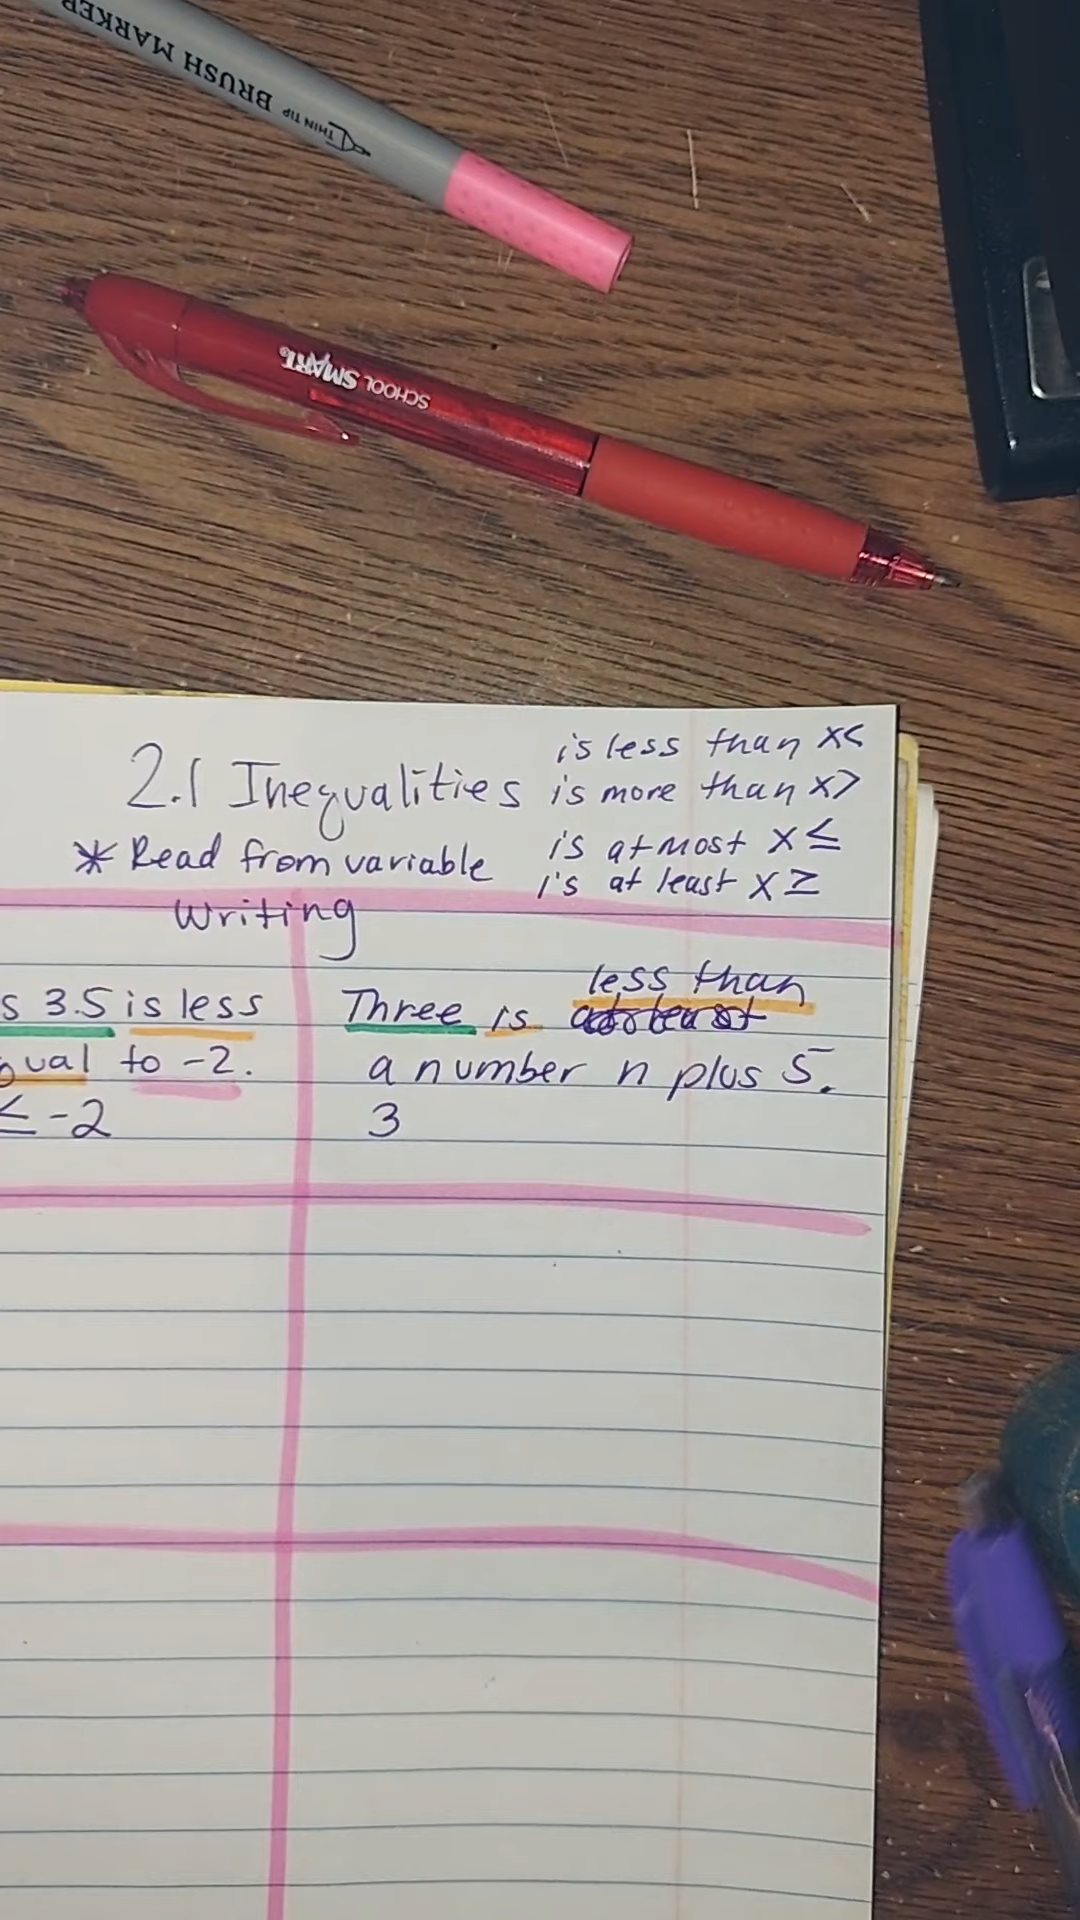 BRUSH MARKER
THIN TIP
SCHOOL SMART
2.1 Inequalities
is less than x<
is more than x>
is at most x≤
is at least x≥
* Read from variable
Writing
3.5 is less
to -2.
≤ -2
less than
Three is
a number n plus 5.
3